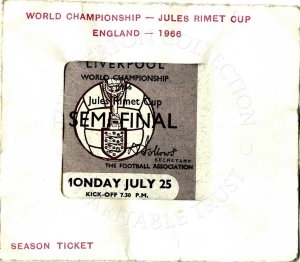 WORLD CHAMPIONSHIP — JULES RIMET CUP
ENGLAND — 1966
LIVERPOOL
WORLD CHAMPIONSHIP
Jules Rimet Cup
SEMI-FINAL
SECRETARY
THE FOOTBALL ASSOCIATION
ONDAY JULY 25
KICK-OFF 7.30 P.M.
SEASON TICKET